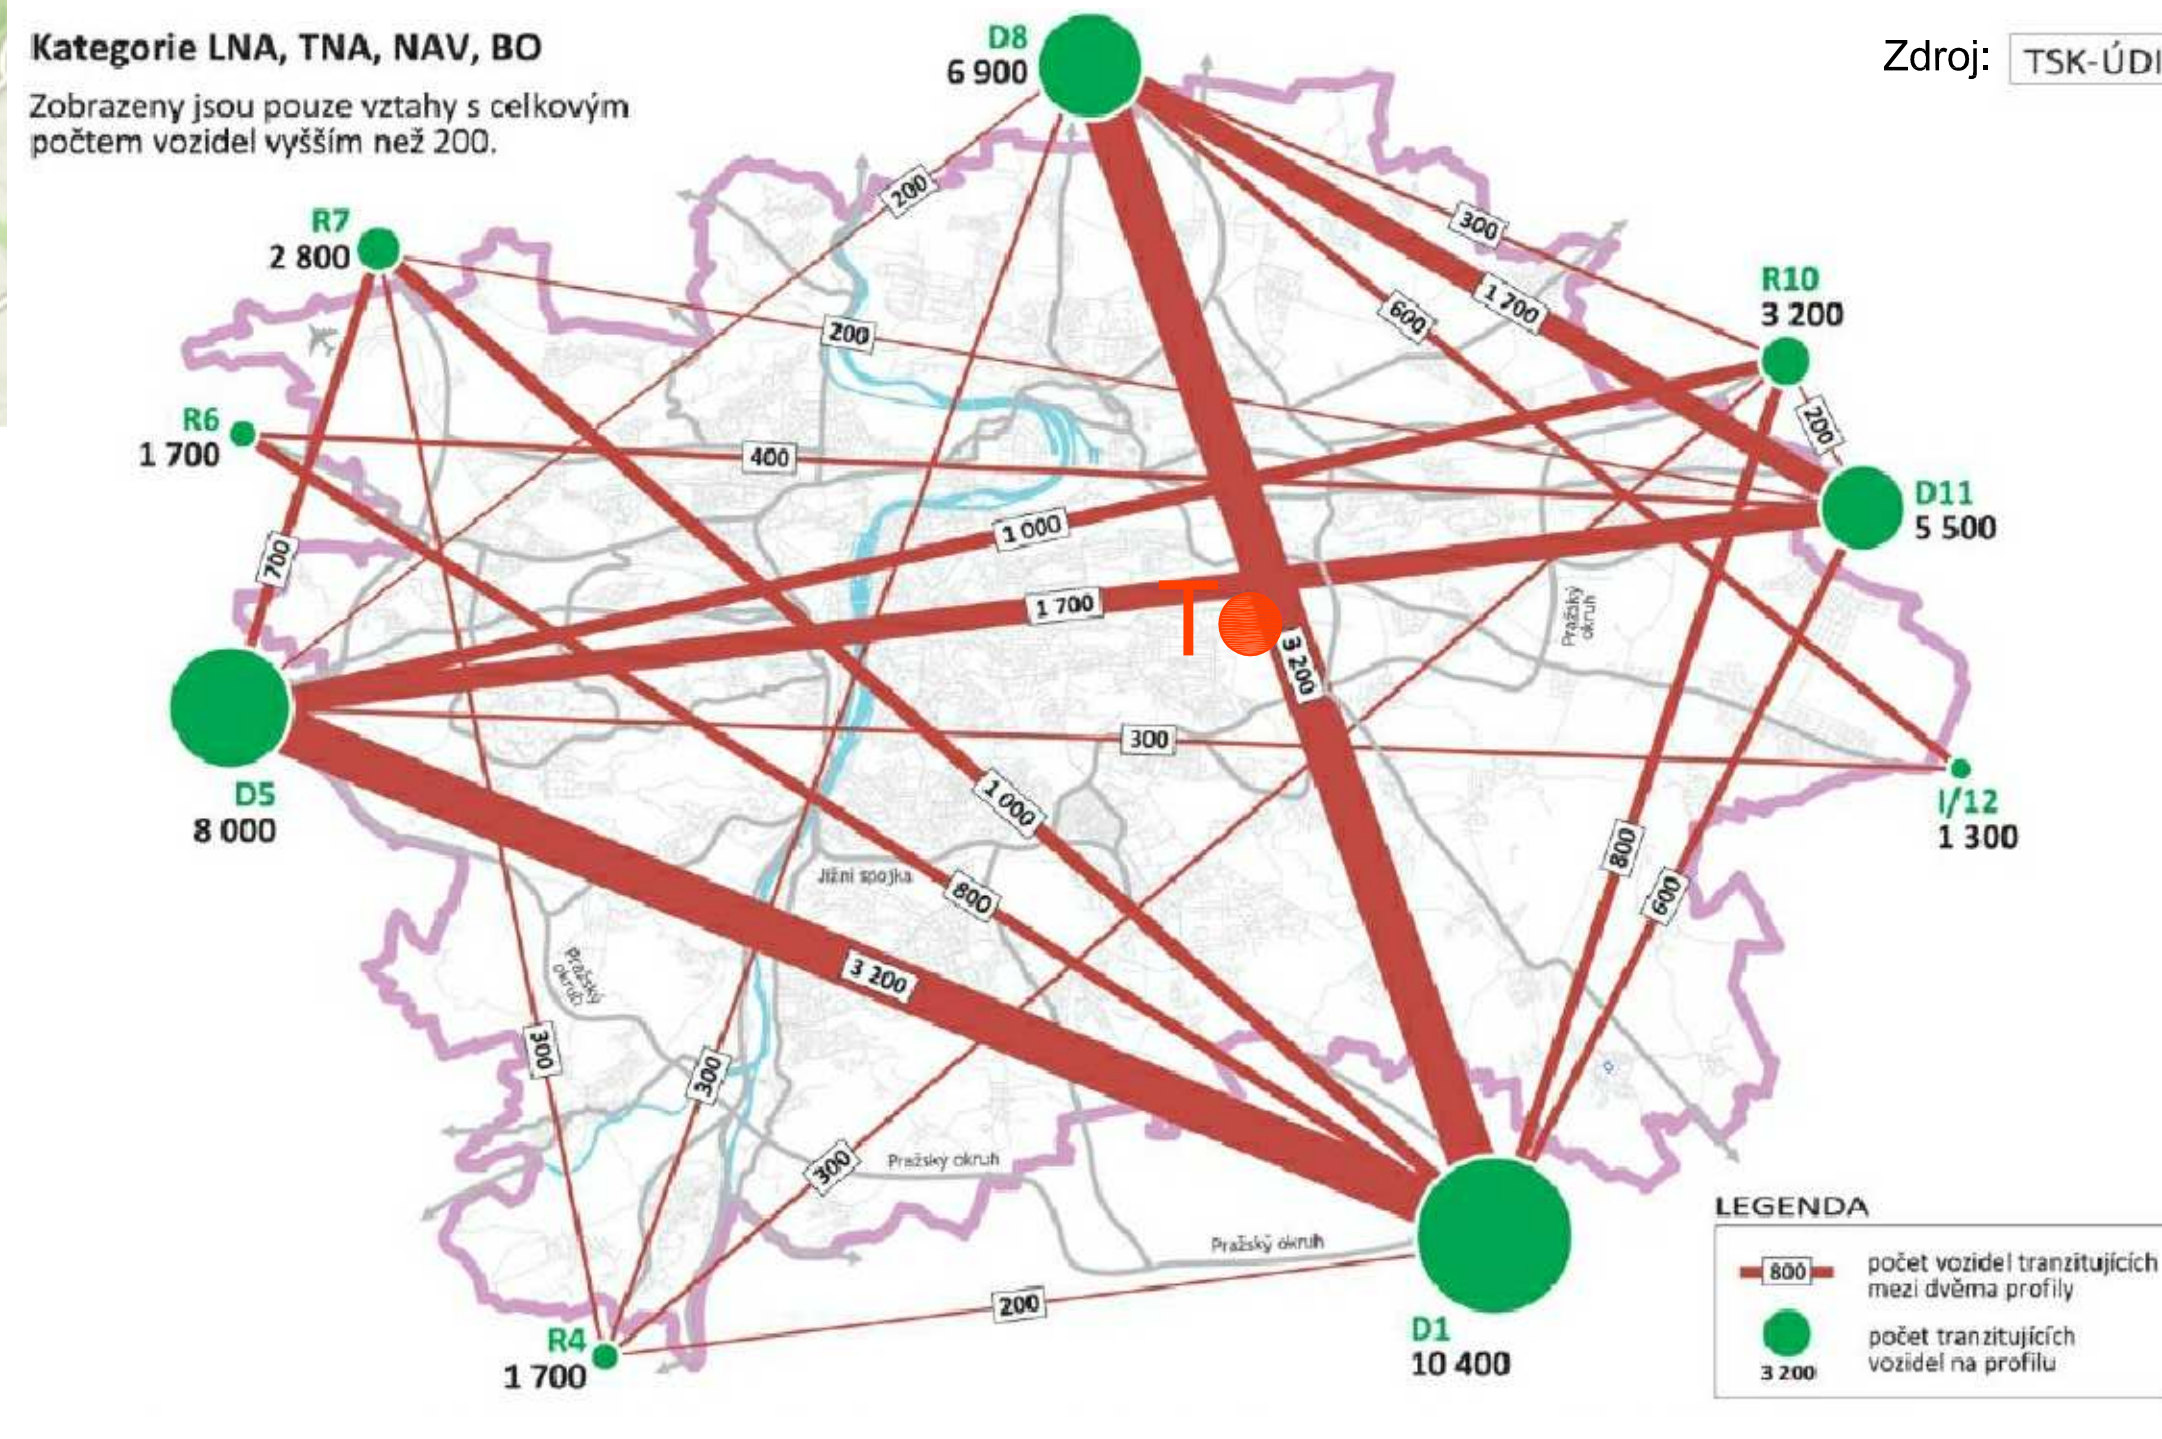 Kategorie LNA, TNA, NAV, BO
Zobrazeny jsou pouze vztahy s celkovým
počtem vozidel vyšším než 200.
Zdroj:
TSK-ÚDI
D8
6 900
R7
2 800
200
300
R10
3 200
1 700
600
200
200
R6
1 700
400
D11
5 500
1 000
700
1 700
T
Pražský
okruh
3 200
300
D5
8 000
1 000
I/12
1 300
800
Jižní spojka
800
600
3 200
Pražský
okruh
300
300
300
Pražský okruh
Pražský okruh
200
R4
1 700
D1
10 400
LEGENDA
800
počet vozidel tranzitujících
mezi dvěma profily
3 200
počet tranzitujících
vozidel na profilu